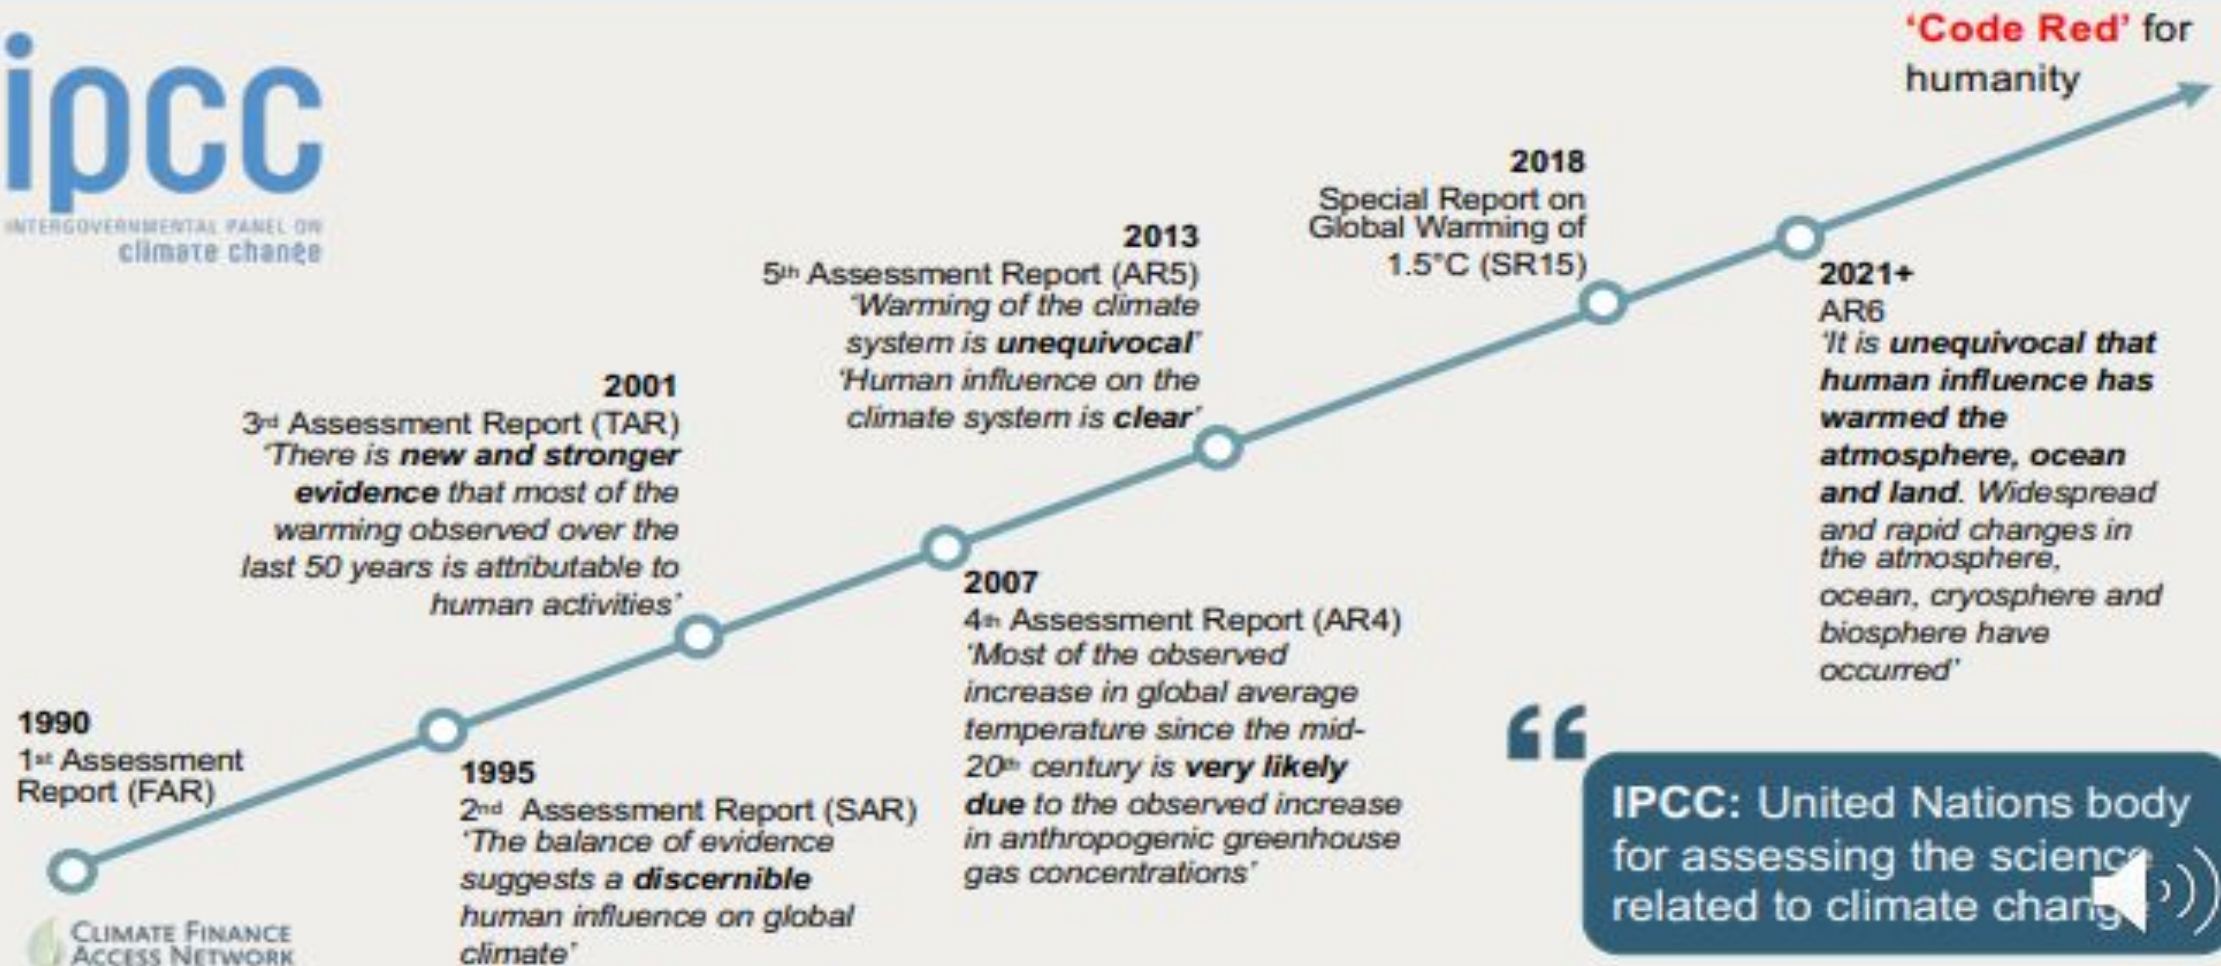 ipcc
INTERGOVERNMENTAL PANEL ON
climate change
'Code Red' for
humanity
2018
Special Report on
Global Warming of
1.5°C (SR15)
2013
5th Assessment Report (AR5)
'Warming of the climate
system is unequivocal'
'Human influence on the
climate system is clear'
2021+
AR6
'It is unequivocal that
human influence has
warmed the
atmosphere, ocean
and land. Widespread
and rapid changes in
the atmosphere,
ocean, cryosphere and
biosphere have
occurred'
2001
3rd Assessment Report (TAR)
'There is new and stronger
evidence that most of the
warming observed over the
last 50 years is attributable to
human activities'
2007
4th Assessment Report (AR4)
'Most of the observed
increase in global average
temperature since the mid-
20th century is very likely
due to the observed increase
in anthropogenic greenhouse
gas concentrations'
1990
1st Assessment
Report (FAR)
1995
2nd Assessment Report (SAR)
'The balance of evidence
suggests a discernible
human influence on global
climate'
“
IPCC: United Nations body
for assessing the science
related to climate chang
CLIMATE FINANCE
ACCESS NETWORK